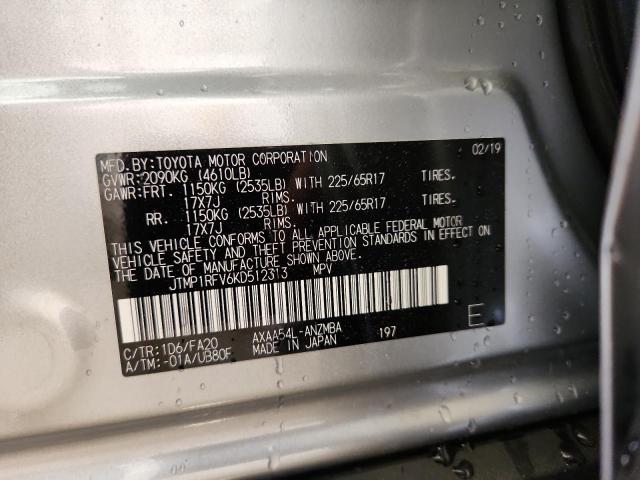 MFD.BY:TOYOTA MOTOR CORPORATION 02/19
GVWR:2090KG (4610LB)
GAWR:FRT. 1150KG (2535LB) WITH 225/65R17 TIRES.
17X7J RIMS.
RR. 1150KG (2535LB) WITH 225/65R17 TIRES.
17X7J RIMS.
THIS VEHICLE CONFORMS TO ALL APPLICABLE FEDERAL MOTOR
VEHICLE SAFETY AND THEFT PREVENTION STANDARDS IN EFFECT ON
THE DATE OF MANUFACTURE SHOWN ABOVE.
JTMP1RFV6KD512313 MPV
C/TR:1D6/FA20 AXAA54L-ANZMBA 197 E
A/TM:-01A/UB80F MADE IN JAPAN